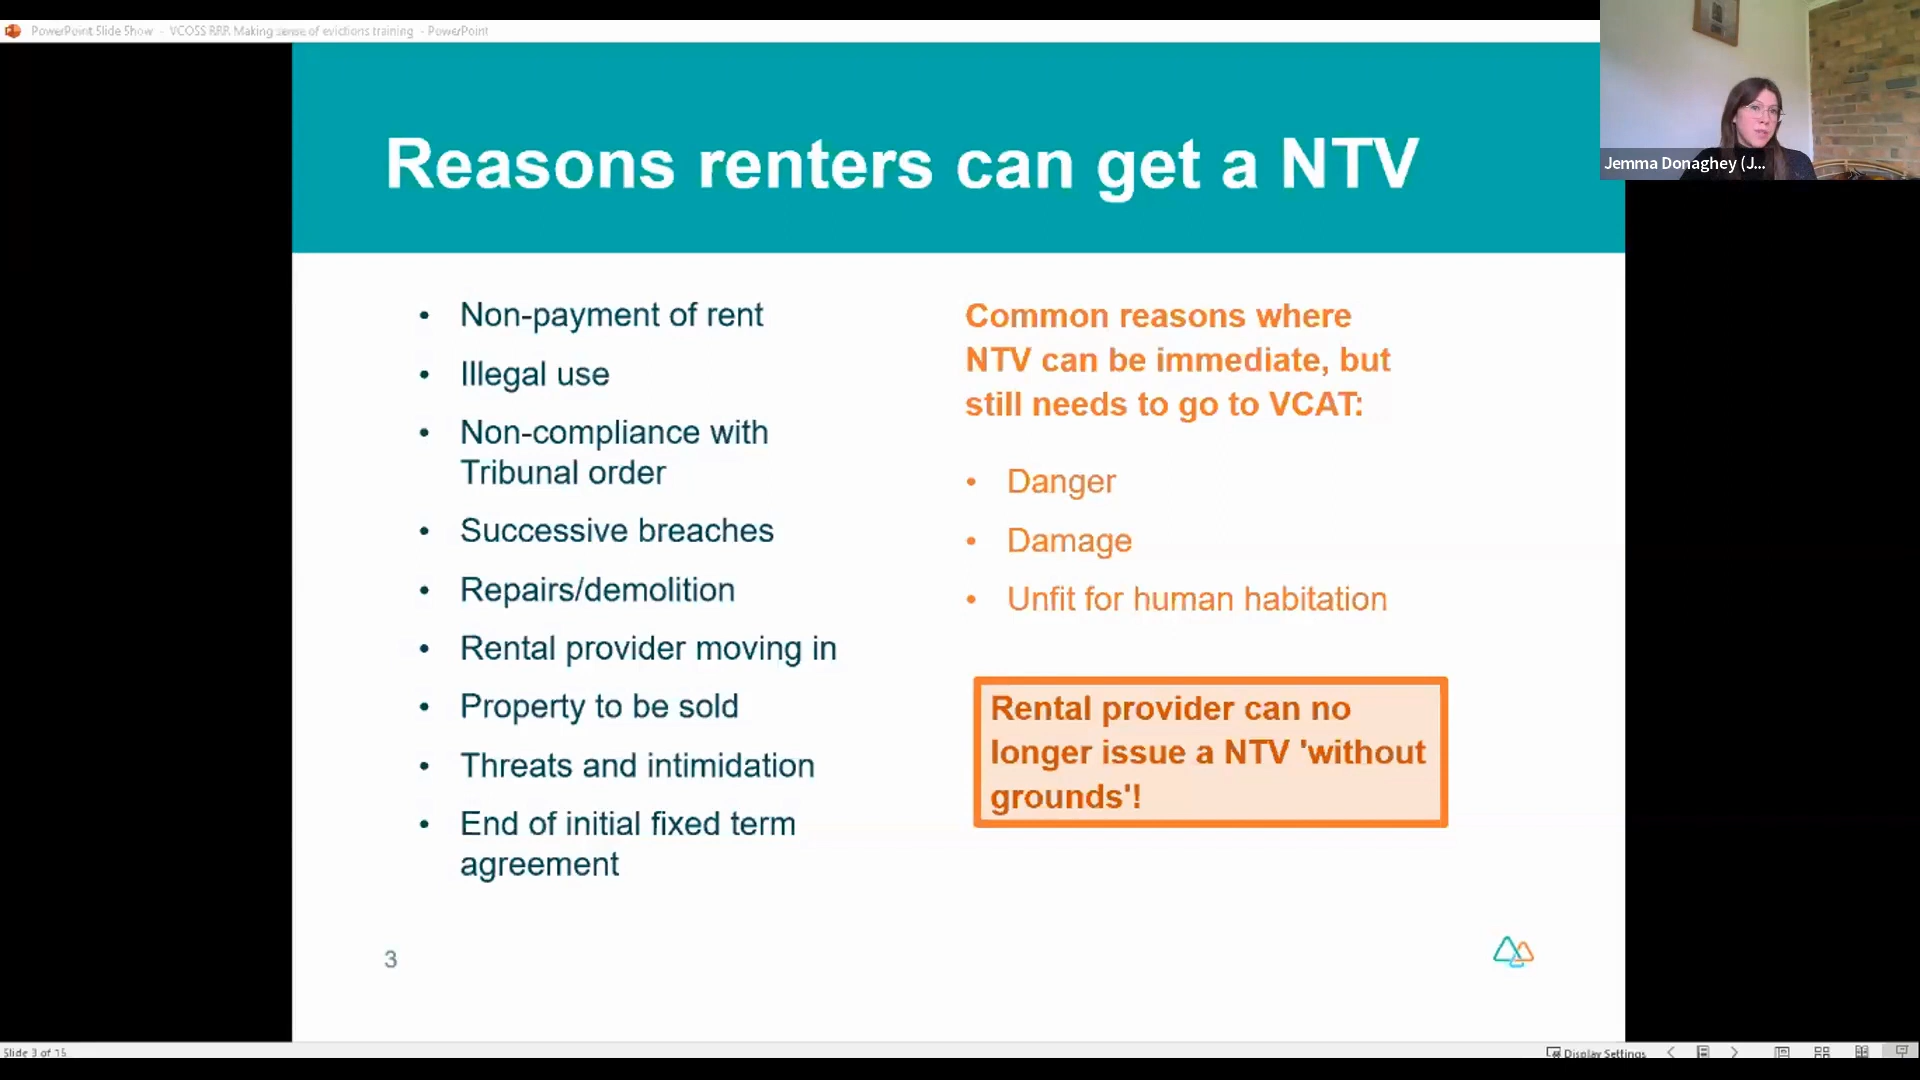 PowerPoint Slide Show - VCOSS RRR Making sense of evictions training - PowerPoint
Jemma Donaghey (J...
Reasons renters can get a NTV
• Non-payment of rent
• Illegal use
• Non-compliance with
Tribunal order
• Successive breaches
• Repairs/demolition
• Rental provider moving in
• Property to be sold
• Threats and intimidation
• End of initial fixed term
agreement
Common reasons where
NTV can be immediate, but
still needs to go to VCAT:
• Danger
• Damage
• Unfit for human habitation
Rental provider can no
longer issue a NTV 'without
grounds'!
3
Slide 3 of 15
Display Settings